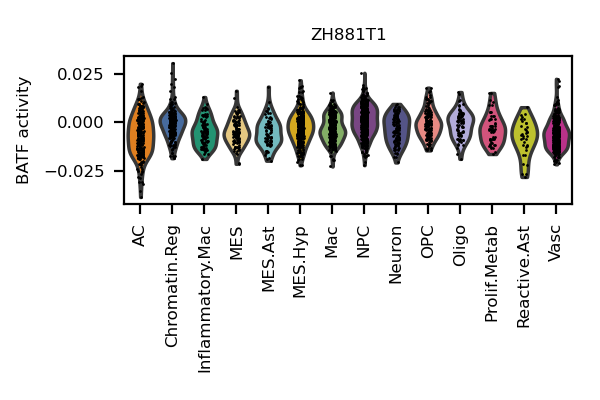 ZH881T1
BATF activity
0.025
0.000
−0.025
AC
Chromatin.Reg
Inflammatory.Mac
MES
MES.Ast
MES.Hyp
Mac
NPC
Neuron
OPC
Oligo
Prolif.Metab
Reactive.Ast
Vasc